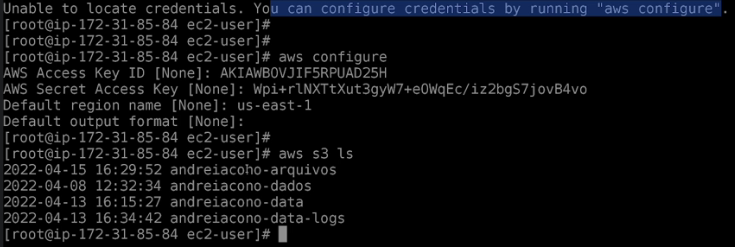 Unable to locate credentials. You can configure credentials by running "aws configure".
[root@ip-172-31-85-84 ec2-user]#
[root@ip-172-31-85-84 ec2-user]#
[root@ip-172-31-85-84 ec2-user]# aws configure
AWS Access Key ID [None]: AKIAWBOVJIF5RPUAD25H
AWS Secret Access Key [None]: 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
Default region name [None]: us-east-1
Default output format [None]:
[root@ip-172-31-85-84 ec2-user]#
[root@ip-172-31-85-84 ec2-user]# aws s3 ls
2022-04-15 16:29:52 andreiacoho-arquivos
2022-04-08 12:32:34 andreiacono-dados
2022-04-13 16:15:27 andreiacono-data
2022-04-13 16:34:42 andreiacono-data-logs
[root@ip-172-31-85-84 ec2-user]#